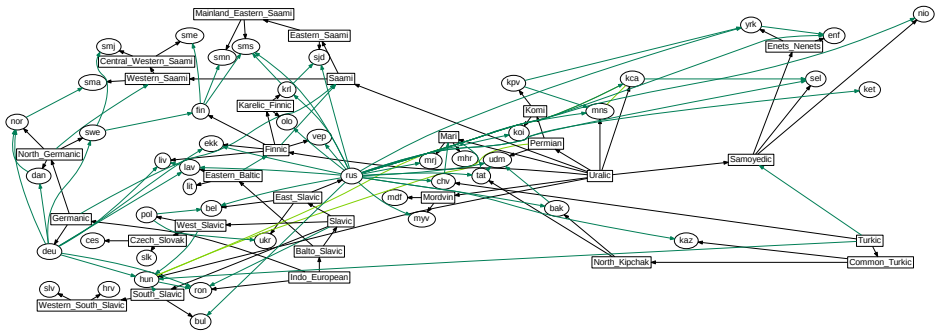 Mainland_Eastern_Saami
nio
yrk
sme
Eastern_Saami
enf
smj
sms
Enets_Nenets
smn
sjd
Central_Western_Saami
Western_Saami
Saami
kca
sel
sma
kpv
krl
ket
Karelic_Finnic
fin
Komi
mns
nor
olo
swe
koi
vep
Mari
ekk
Permian
Finnic
North_Germanic
liv
mrj
mhr
udm
Samoyedic
lav
dan
Eastern_Baltic
rus
tat
Uralic
chv
lit
East_Slavic
mdf
Mordvin
bel
bak
pol
Germanic
myv
West_Slavic
Slavic
ces
Czech_Slovak
ukr
kaz
Turkic
deu
Balto_Slavic
slk
North_Kipchak
Common_Turkic
hun
Indo_European
slv
hrv
South_Slavic
ron
Western_South_Slavic
bul